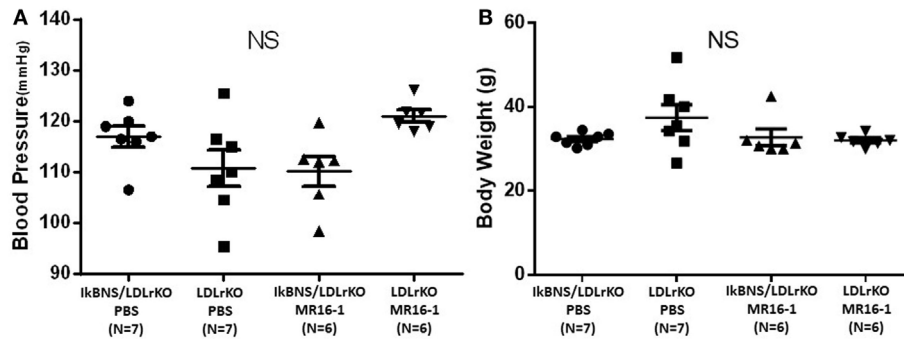 A
NS
Blood Pressure(mmHg)
140
130
120
110
100
90
IkBNS/LDLrKO
PBS
(N=7)
LDLrKO
PBS
(N=7)
IkBNS/LDLrKO
MR16-1
(N=6)
LDLrKO
MR16-1
(N=6)
B
NS
Body Weight (g)
60
40
20
0
IkBNS/LDLrKO
PBS
(N=7)
LDLrKO
PBS
(N=7)
IkBNS/LDLrKO
MR16-1
(N=6)
LDLrKO
MR16-1
(N=6)